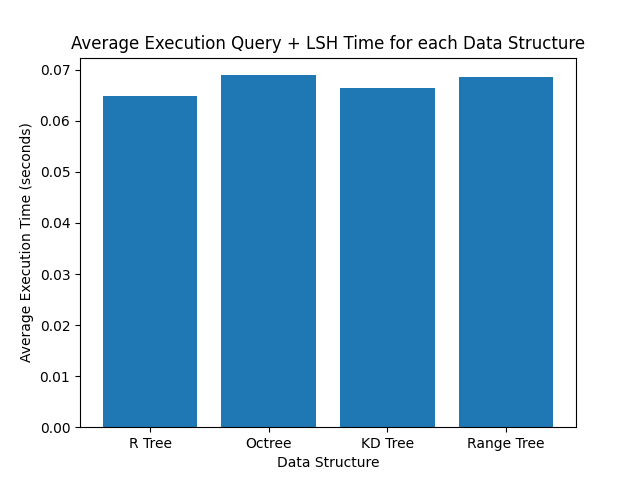 Average Execution Query + LSH Time for each Data Structure
Average Execution Time (seconds)
0.07
0.06
0.05
0.04
0.03
0.02
0.01
0.00
R Tree Octree KD Tree Range Tree
Data Structure